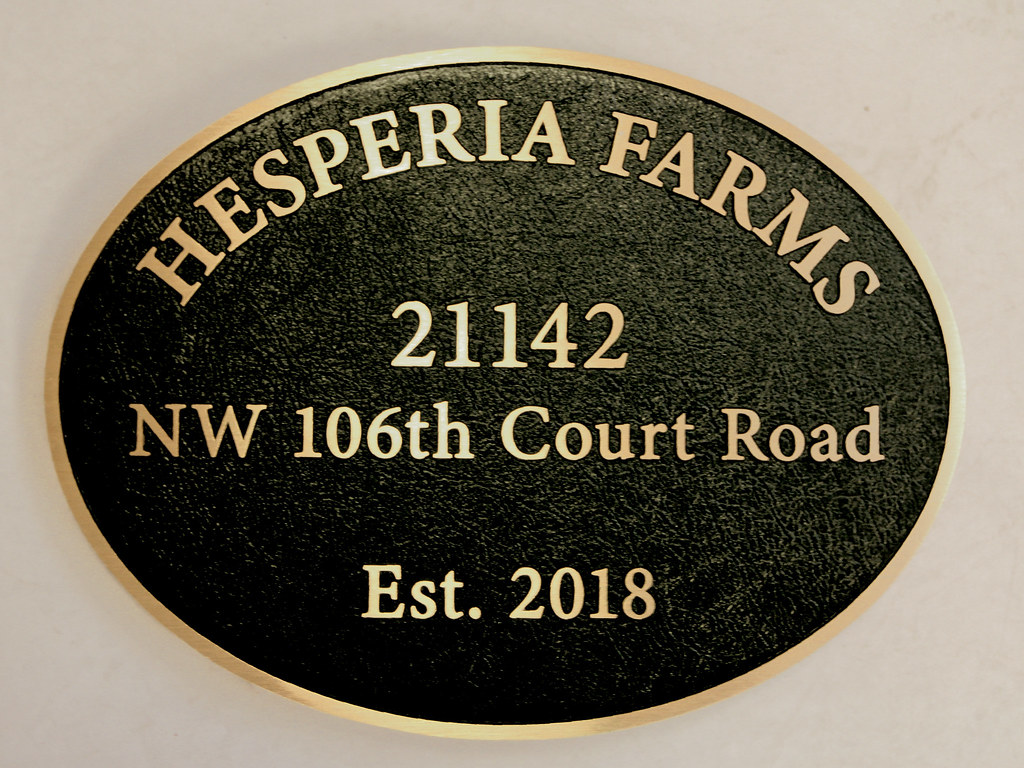 HESPERIA FARMS
21142
NW 106th Court Road
Est. 2018